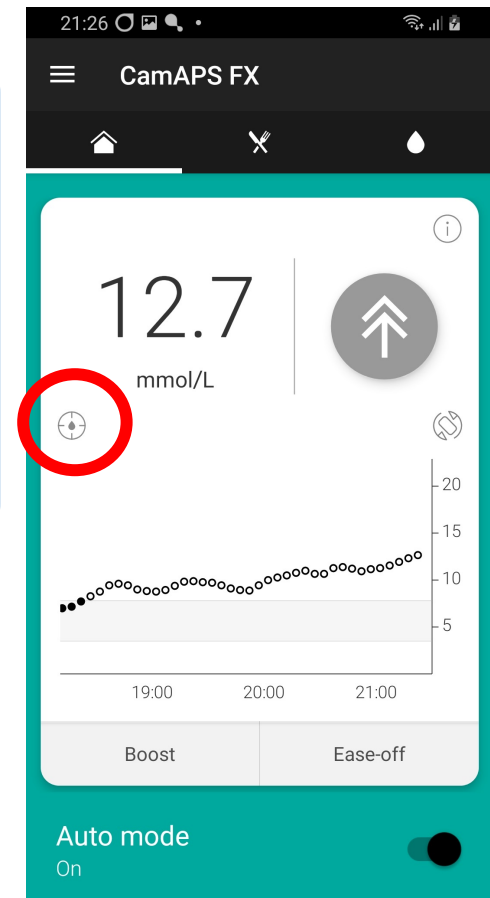 21:26
CamAPS FX
i
12.7
mmol/L
20
15
10
5
19:00 20:00 21:00
Boost Ease-off
Auto mode
On